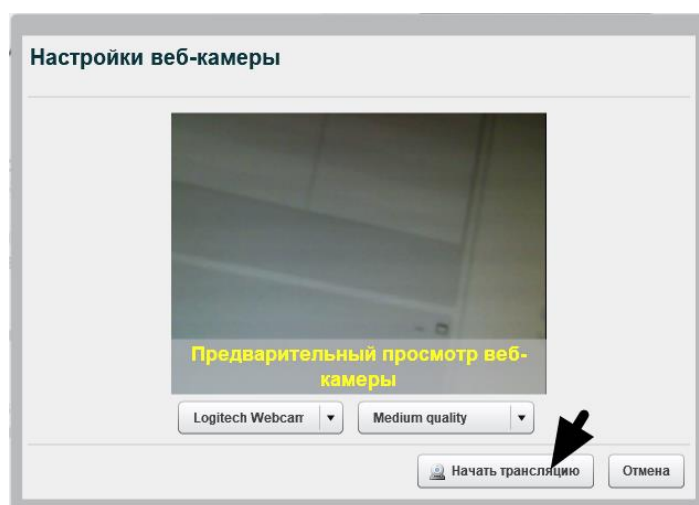 Настройки веб-камеры
Предварительный просмотр веб-
камеры
Logitech Webcam
Medium quality
Начать трансляцию
Отмена